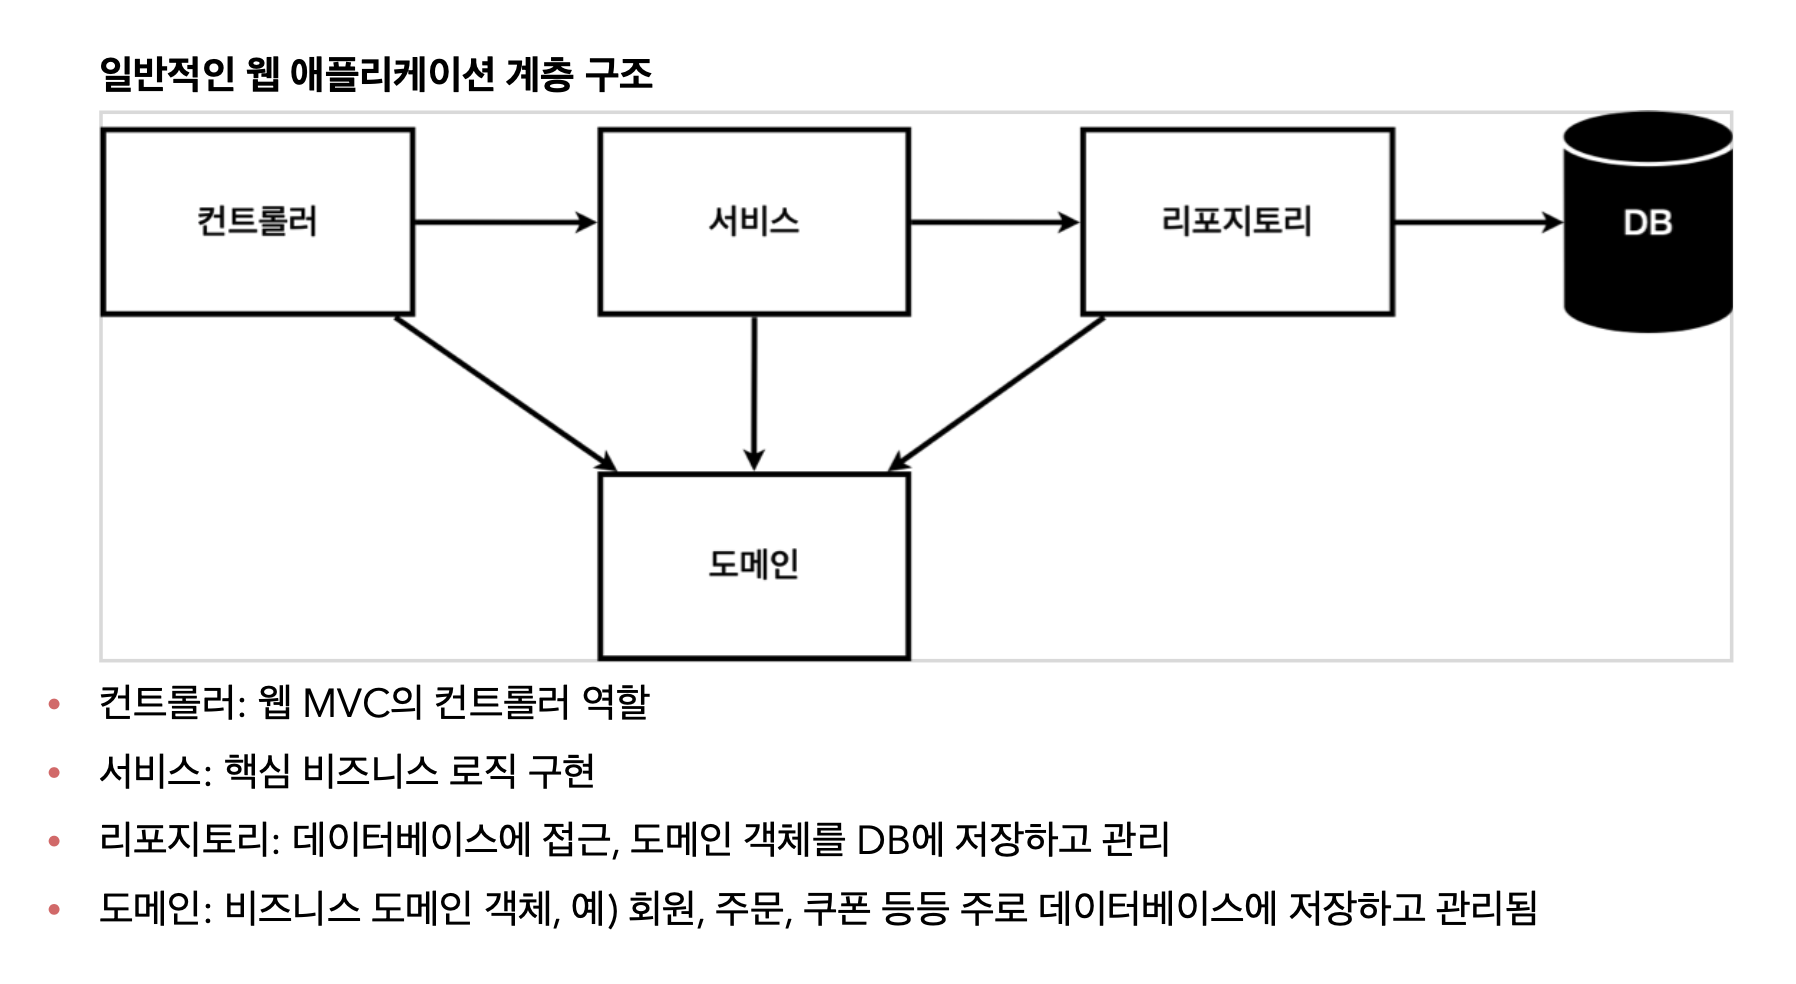 일반적인 웹 애플리케이션 계층 구조
컨트롤러
서비스
리포지토리
DB
도메인
컨트롤러: 웹 MVC의 컨트롤러 역할
서비스: 핵심 비즈니스 로직 구현
리포지토리: 데이터베이스에 접근, 도메인 객체를 DB에 저장하고 관리
도메인: 비즈니스 도메인 객체, 예) 회원, 주문, 쿠폰 등등 주로 데이터베이스에 저장하고 관리됨